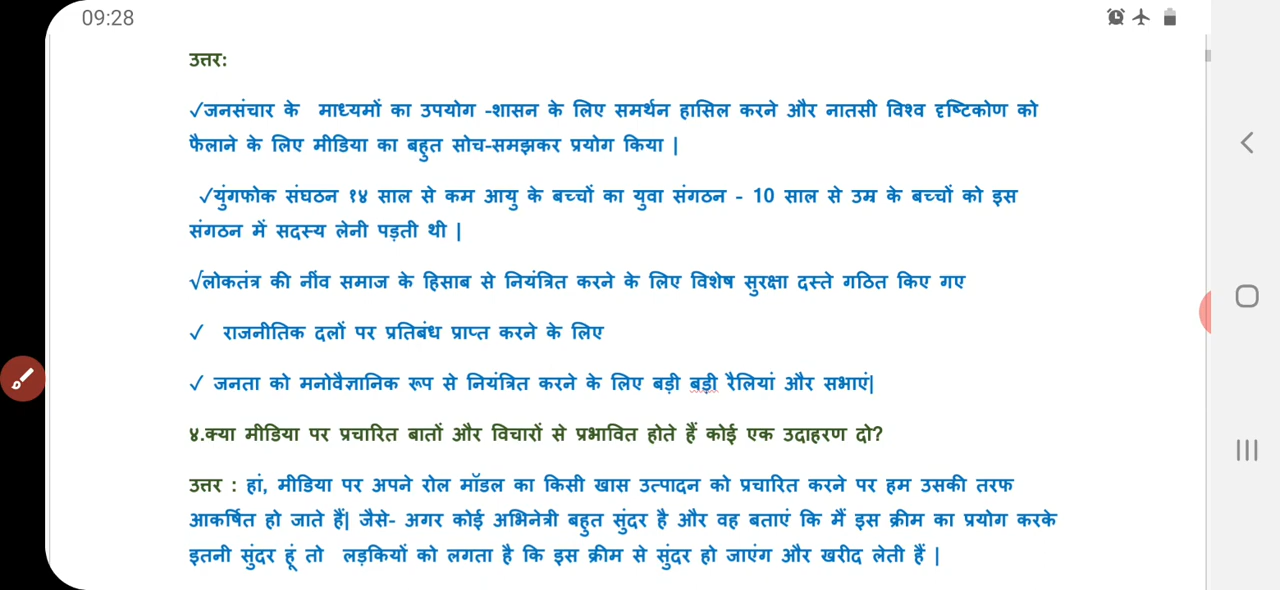 09:28
उत्तर:
✓जनसंचार के माध्यमों का उपयोग -शासन के लिए समर्थन हासिल करने और नातसी विश्व दृष्टिकोण को
फैलाने के लिए मीडिया का बहुत सोच-समझकर प्रयोग किया |
✓युंगफोक संघठन १४ साल से कम आयु के बच्चों का युवा संगठन - 10 साल से उम्र के बच्चों को इस
संगठन में सदस्य लेनी पड़ती थी |
√लोकतंत्र की नींव समाज के हिसाब से नियंत्रित करने के लिए विशेष सुरक्षा दस्ते गठित किए गए
✓ राजनीतिक दलों पर प्रतिबंध प्राप्त करने के लिए
✓ जनता को मनोवैज्ञानिक रूप से नियंत्रित करने के लिए बड़ी बड़ी रैलियां और सभाएं|
४.क्या मीडिया पर प्रचारित बातों और विचारों से प्रभावित होते हैं कोई एक उदाहरण दो?
उत्तर : हां, मीडिया पर अपने रोल मॉडल का किसी खास उत्पादन को प्रचारित करने पर हम उसकी तरफ
आकर्षित हो जाते हैं| जैसे- अगर कोई अभिनेत्री बहुत सुंदर है और वह बताएं कि मैं इस क्रीम का प्रयोग करके
इतनी सुंदर हूं तो लड़कियों को लगता है कि इस क्रीम से सुंदर हो जाएंग और खरीद लेती हैं |